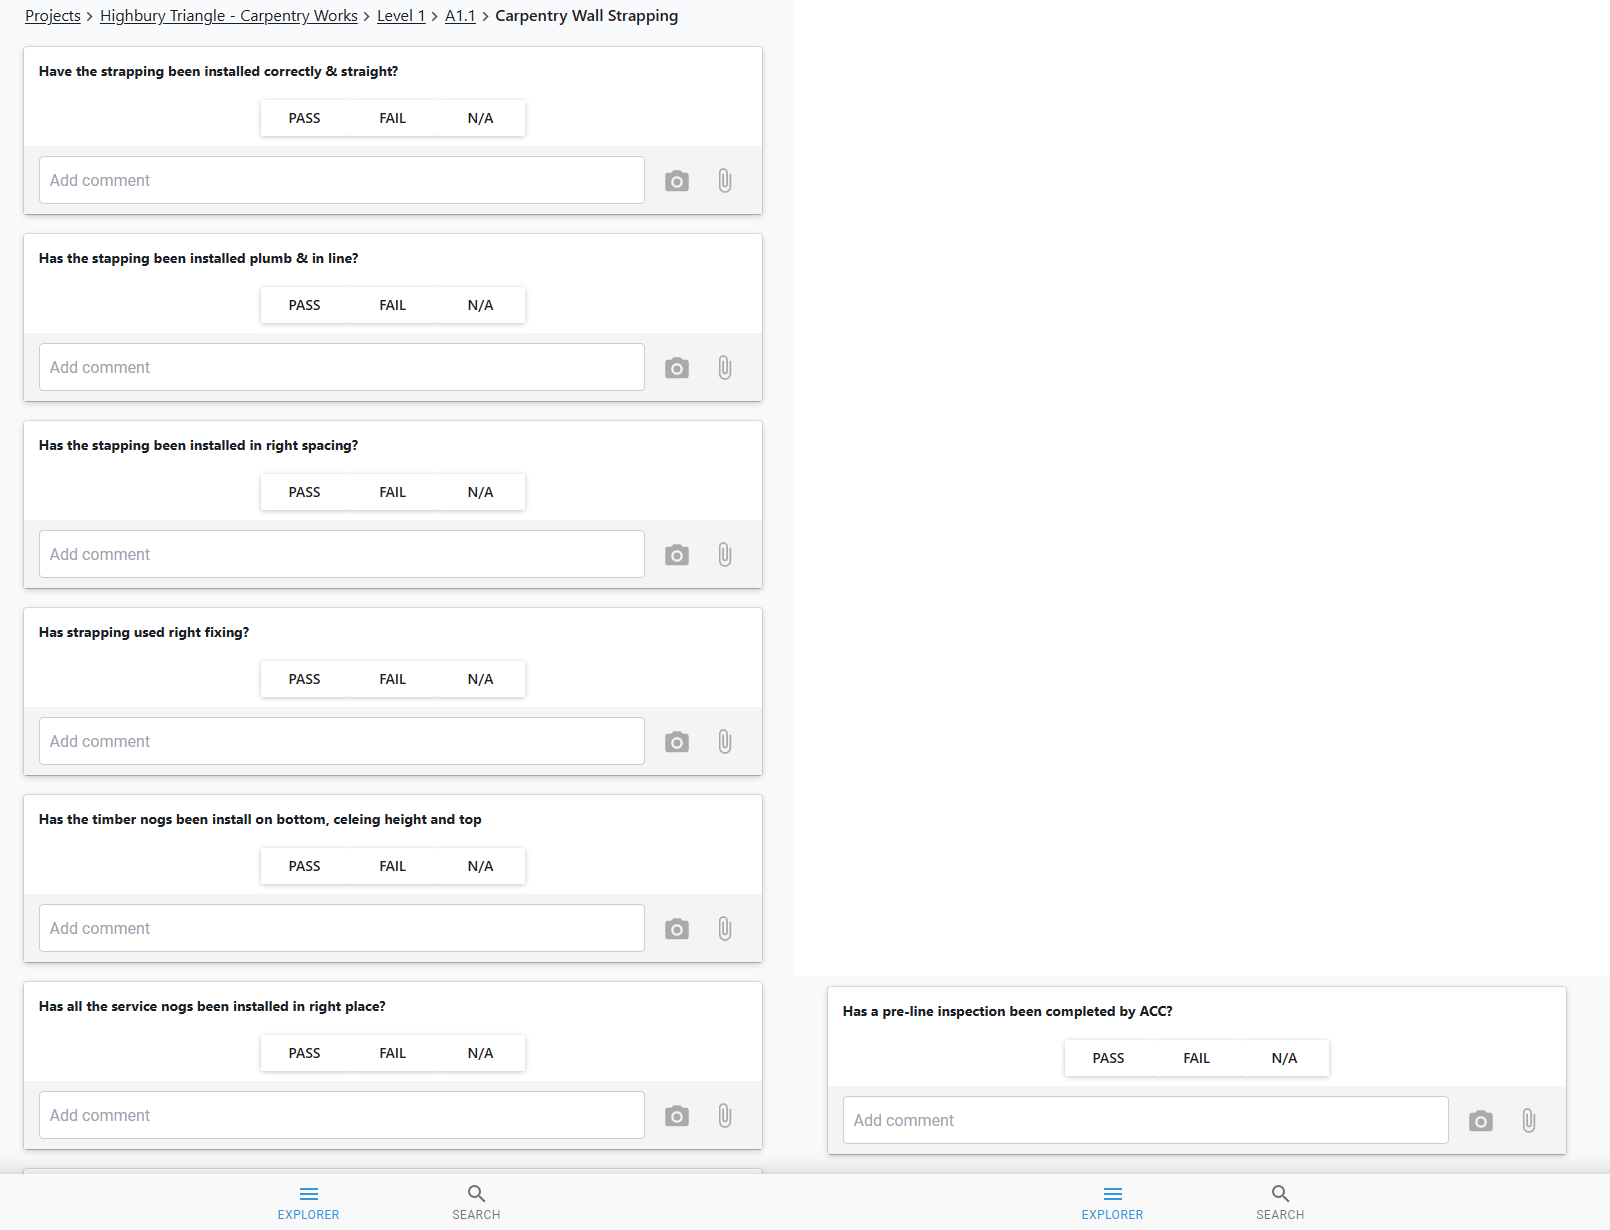 Projects > Highbury Triangle - Carpentry Works > Level 1 > A1.1 > Carpentry Wall Strapping
Have the strapping been installed correctly & straight?
PASS FAIL N/A
Add comment
Has the stapping been installed plumb & in line?
PASS FAIL N/A
Add comment
Has the stapping been installed in right spacing?
PASS FAIL N/A
Add comment
Has strapping used right fixing?
PASS FAIL N/A
Add comment
Has the timber nogs been install on bottom, celeing height and top
PASS FAIL N/A
Add comment
Has all the service nogs been installed in right place?
PASS FAIL N/A
Add comment
EXPLORER SEARCH
Has a pre-line inspection been completed by ACC?
PASS FAIL N/A
Add comment
EXPLORER SEARCH